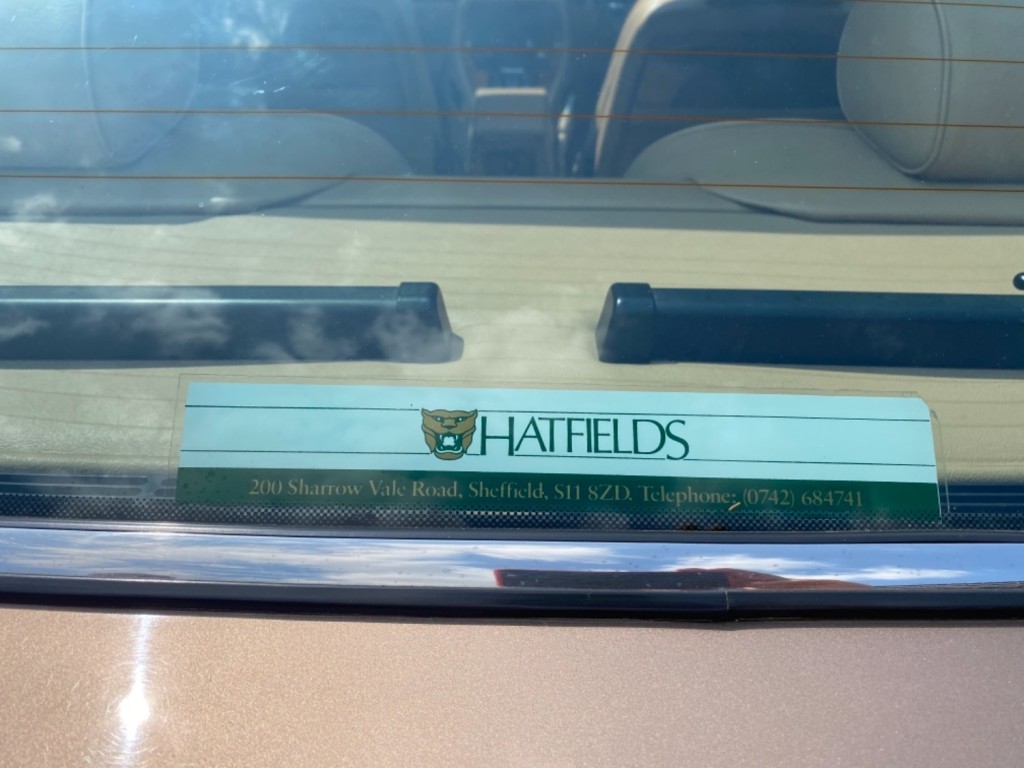 HATFIELDS
200 Sharrow Vale Road, Sheffield, S11 8ZD. Telephone: (0742) 684741